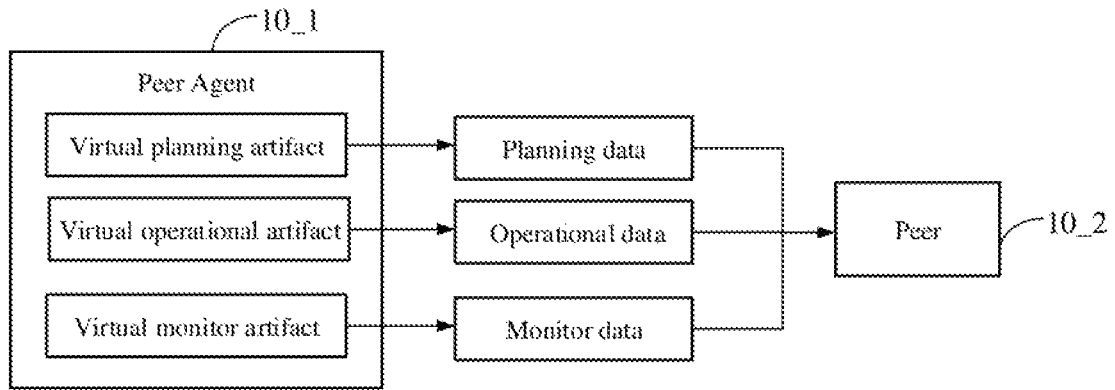 10_1
Peer Agent
Virtual planning artifact
Planning data
Virtual operational artifact
Operational data
Peer
10_2
Virtual monitor artifact
Monitor data